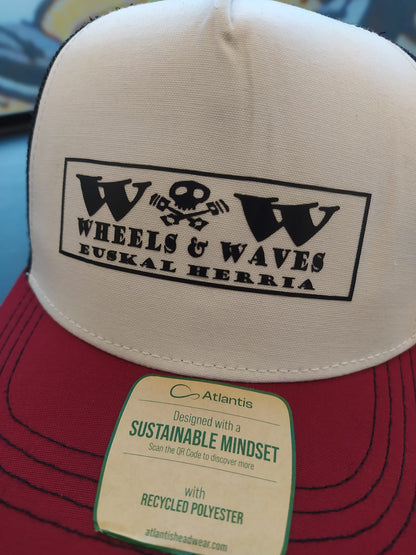 W W
WHEELS & WAVES
EUSKAL HERRIA
Atlantis
Designed with a
SUSTAINABLE MINDSET
Scan the QR Code to discover more
with
RECYCLED POLYESTER
atlantisheadwear.com